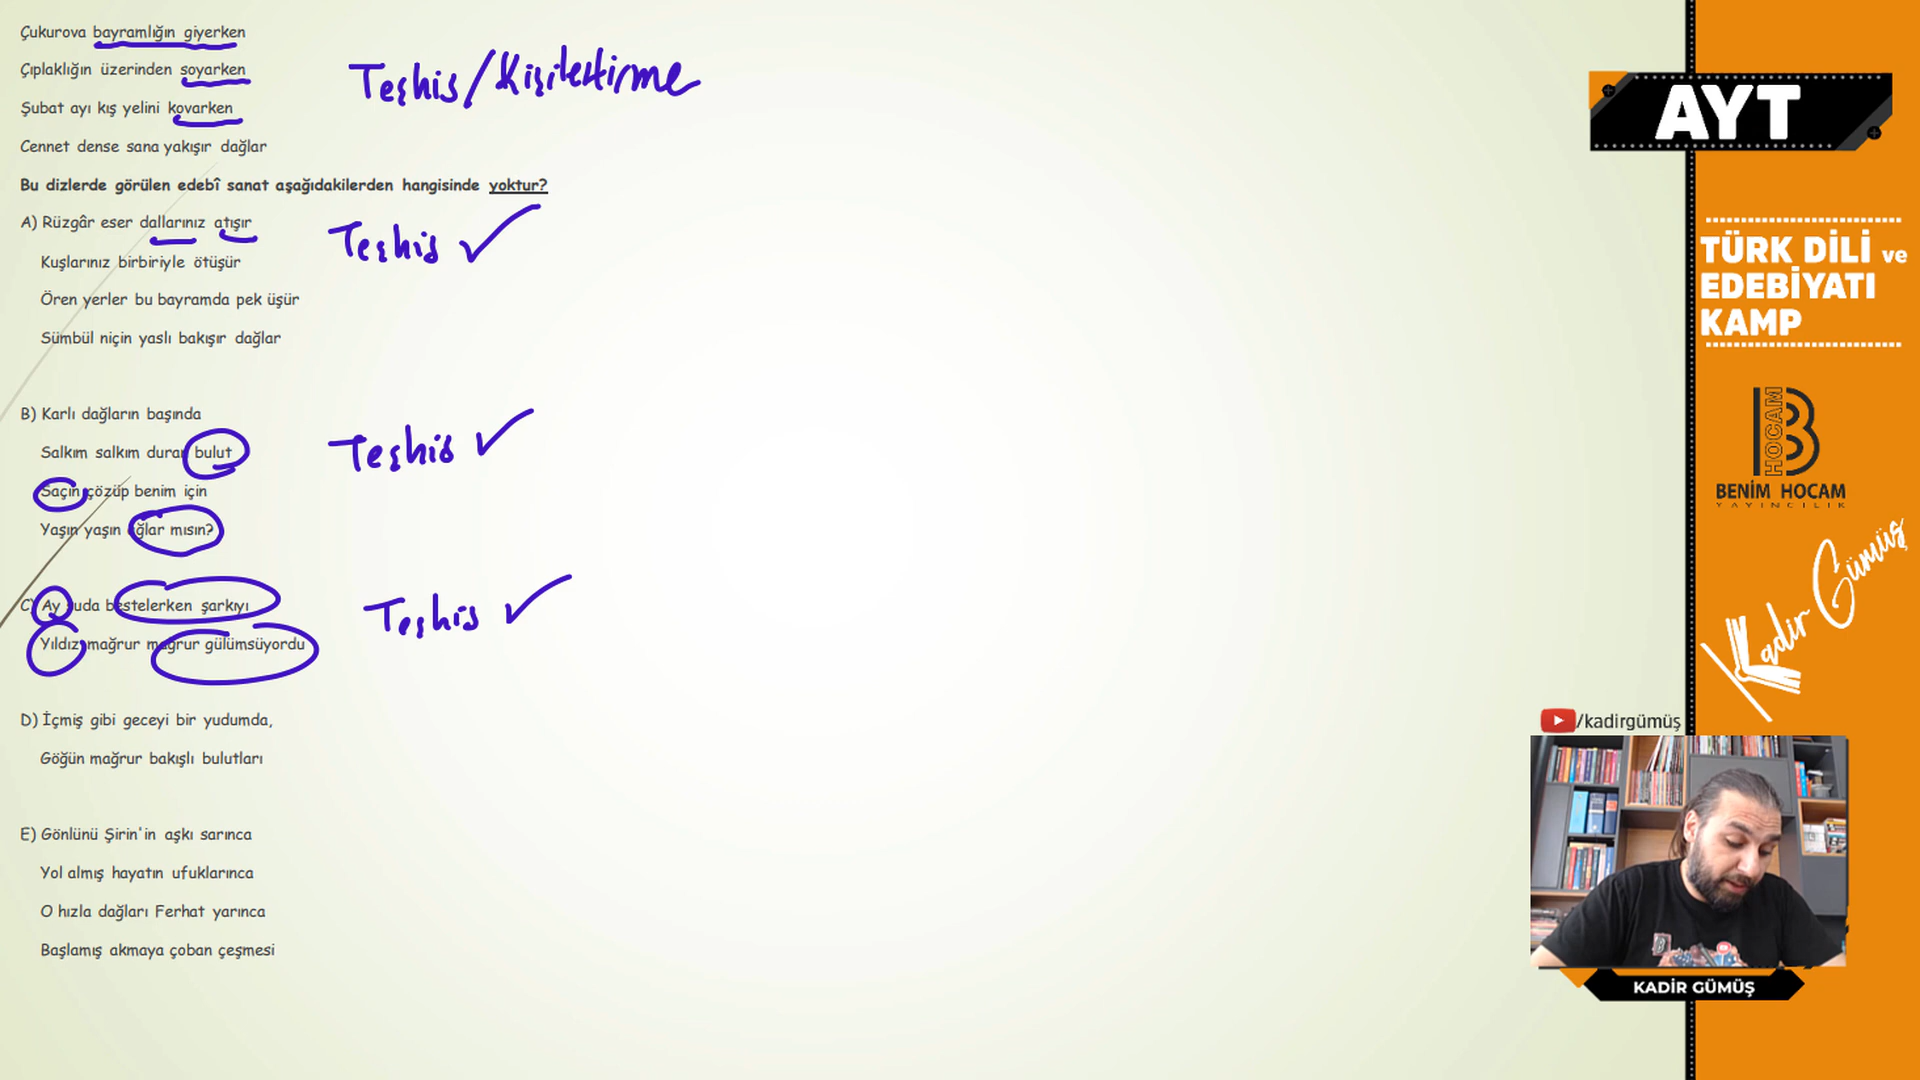 Çukurova bayramlığın giyerken
Çıplaklığın üzerinden soyarken
Şubat ayı kış yelini kovarken
Cennet dense sana yakışır dağlar
Teşhis/Kişileştirme
Bu dizlerde görülen edebî sanat aşağıdakilerden hangisinde yoktur?
A) Rüzgâr eser dallarınız atışır
Kuşlarınız birbiriyle ötüşür
Ören yerler bu bayramda pek üşür
Sümbül niçin yaslı bakışır dağlar
Teşhis ✓
B) Karlı dağların başında
Salkım salkım duran bulut
Saçın çözüp benim için
Yaşın yaşın ağlar mısın?
Teşhis ✓
C) Ay suda bestelerken şarkıyı
Yıldız mağrur mağrur gülümsüyordu
Teşhis ✓
D) İçmiş gibi geceyi bir yudumda,
Göğün mağrur bakışlı bulutları
E) Gönlünü Şirin'in aşkı sarınca
Yol almış hayatın ufuklarınca
O hızla dağları Ferhat yarınca
Başlamış akmaya çoban çeşmesi
AYT
TÜRK DİLİ ve
EDEBİYATI
KAMP
HOCAM
BENİM HOCAM
YAYINCILIK
Kadir Gümüş
/kadirgümüş
KADİR GÜMÜŞ